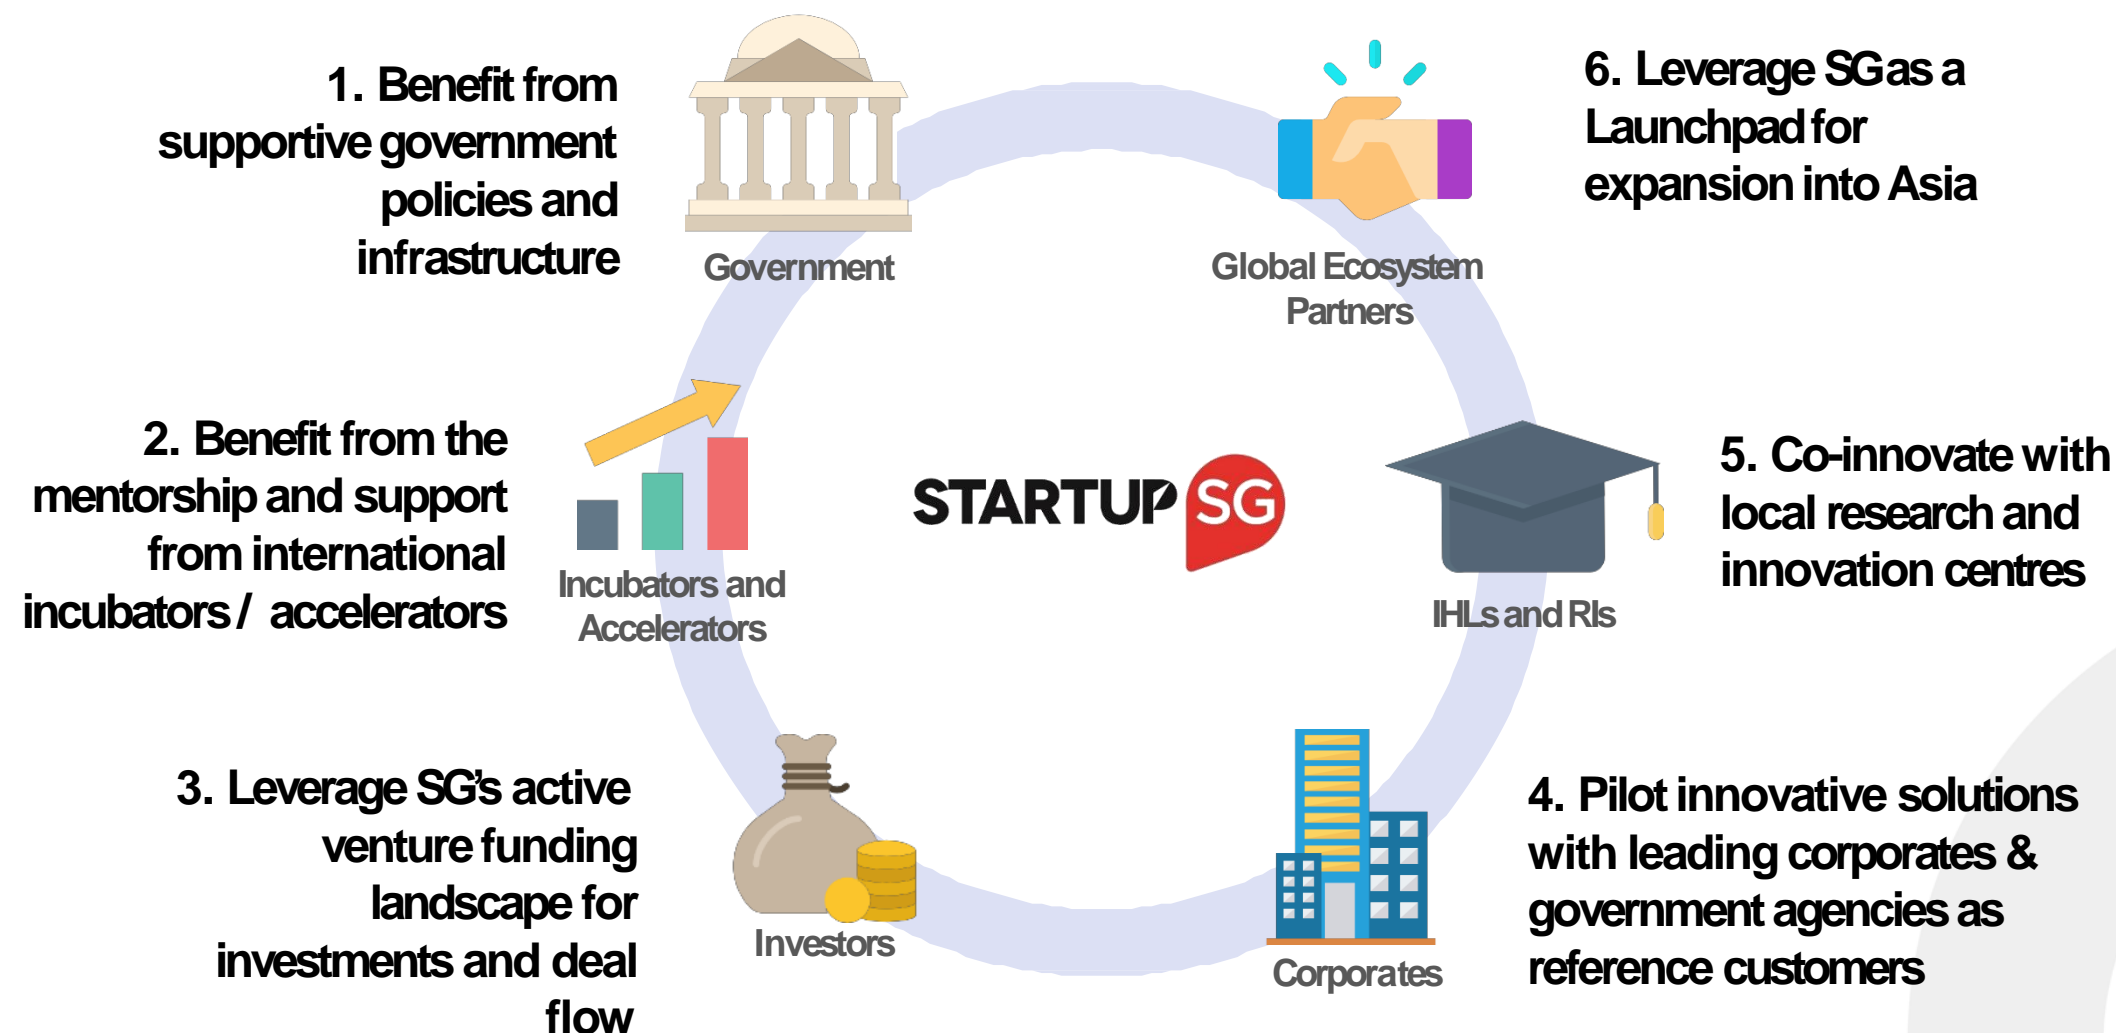 1. Benefit from
supportive government
policies and
infrastructure
Government
2. Benefit from the
mentorship and support
from international
incubators / accelerators
Incubators and
Accelerators
3. Leverage SG's active
venture funding
landscape for
investments and deal
flow
Investors
STARTUP SG
6. Leverage SG as a
Launchpad for
expansion into Asia
Global Ecosystem
Partners
5. Co-innovate with
local research and
innovation centres
IHLs and RIs
4. Pilot innovative solutions
with leading corporates &
government agencies as
reference customers
Corporates